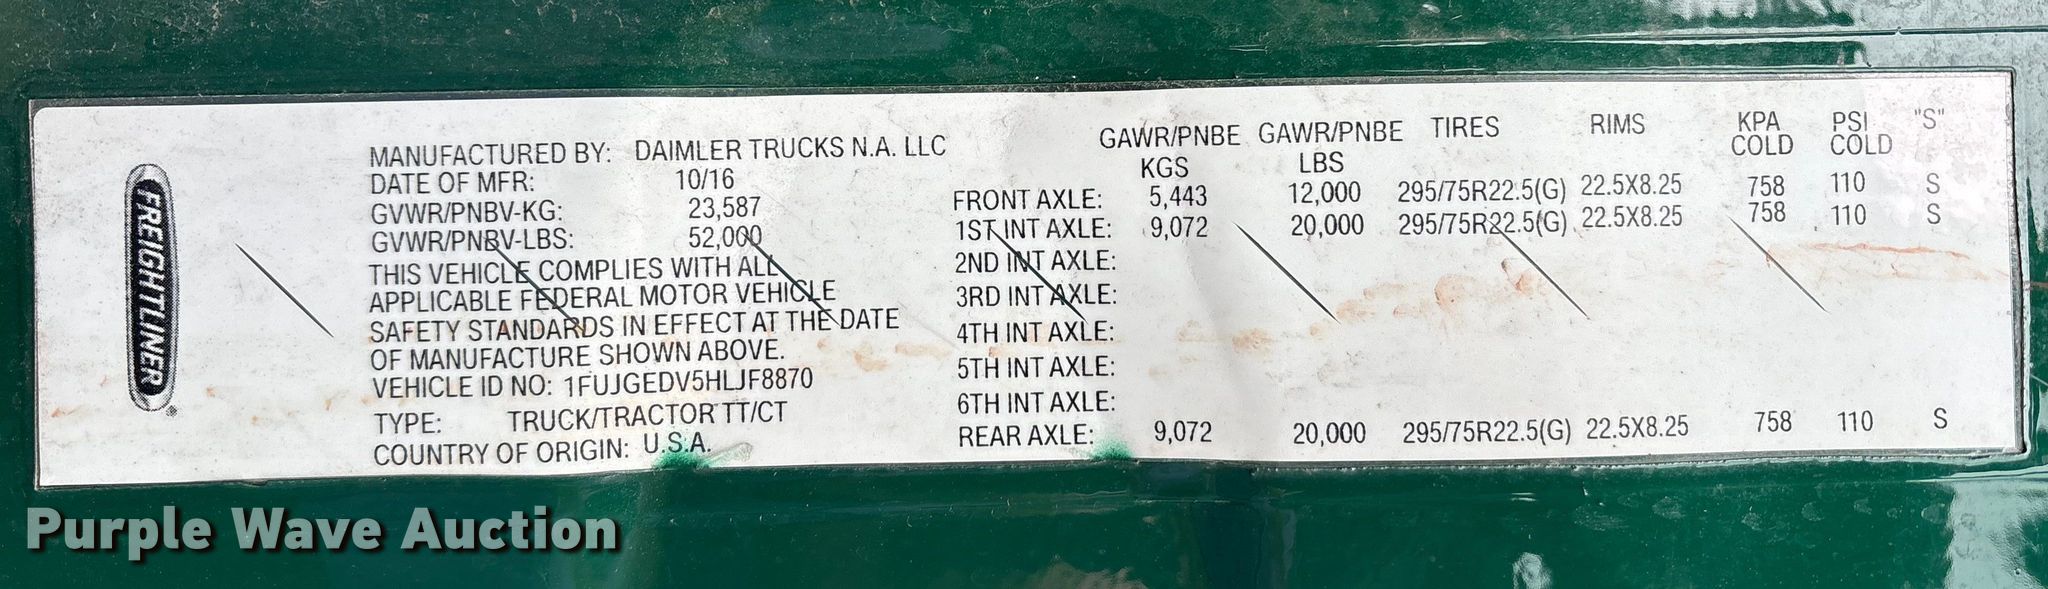 FREIGHTLINER
®
MANUFACTURED BY: DAIMLER TRUCKS N.A. LLC
DATE OF MFR: 10/16
GVWR/PNBV-KG: 23,587
GVWR/PNBV-LBS: 52,000
THIS VEHICLE COMPLIES WITH ALL
APPLICABLE FEDERAL MOTOR VEHICLE
SAFETY STANDARDS IN EFFECT AT THE DATE
OF MANUFACTURE SHOWN ABOVE.
VEHICLE ID NO: 1FUJGEDV5HLJF8870
TYPE: TRUCK/TRACTOR TT/CT
COUNTRY OF ORIGIN: U.S.A.
GAWR/PNBE GAWR/PNBE TIRES RIMS KPA PSI "S"
KGS LBS COLD COLD
FRONT AXLE: 5,443 12,000 295/75R22.5(G) 22.5X8.25 758 110 S
1ST INT AXLE: 9,072 20,000 295/75R22.5(G) 22.5X8.25 758 110 S
2ND INT AXLE:
3RD INT AXLE:
4TH INT AXLE:
5TH INT AXLE:
6TH INT AXLE:
REAR AXLE: 9,072 20,000 295/75R22.5(G) 22.5X8.25 758 110 S
Purple Wave Auction